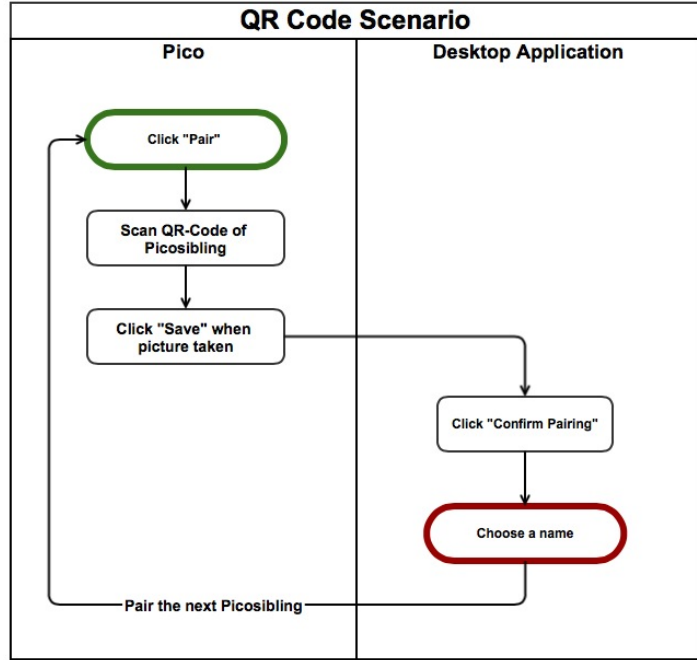 QR Code Scenario
Pico
Desktop Application
Click "Pair"
Scan QR-Code of
Picosibling
Click "Save" when
picture taken
Click "Confirm Pairing"
Choose a name
Pair the next Picosibling